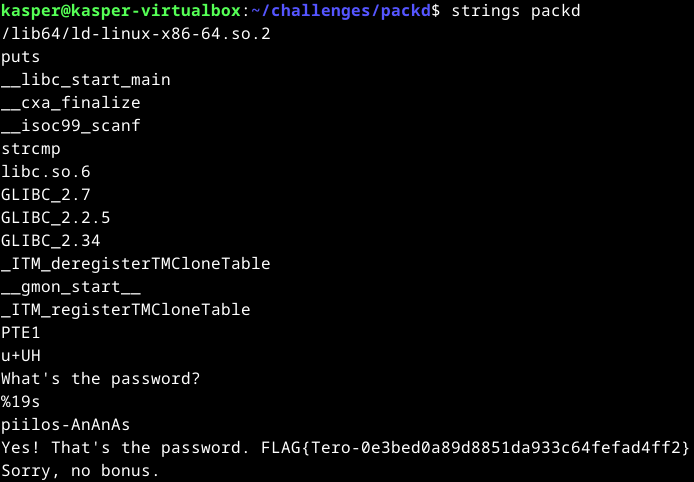 kasper@kasper-virtualbox:~/challenges/packd$ strings packd
/lib64/ld-linux-x86-64.so.2
puts
__libc_start_main
__cxa_finalize
__isoc99_scanf
strcmp
libc.so.6
GLIBC_2.7
GLIBC_2.2.5
GLIBC_2.34
_ITM_deregisterTMCloneTable
__gmon_start__
_ITM_registerTMCloneTable
PTE1
u+UH
What's the password?
%19s
piilos-AnAnAs
Yes! That's the password. FLAG{Tero-0e3bed0a89d8851da933c64fefad4ff2}
Sorry, no bonus.